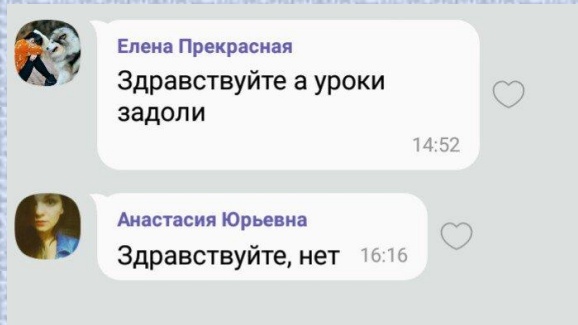 Елена Прекрасная
Здравствуйте а уроки
задоли
14:52
Анастасия Юрьевна
Здравствуйте, нет 16:16